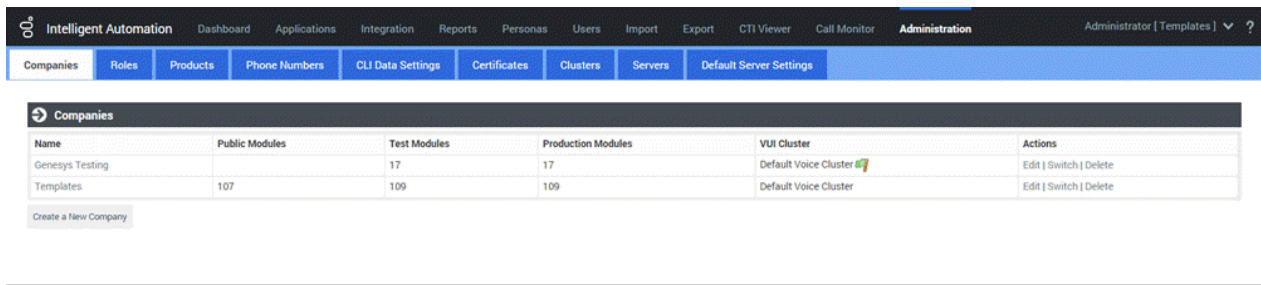 Intelligent Automation Dashboard Applications Integration Reports Personas Users Import Export CTI Viewer Call Monitor Administration Administrator [ Templates ] ?
Companies Roles Products Phone Numbers CLI Data Settings Certificates Clusters Servers Default Server Settings
Companies
Name Public Modules Test Modules Production Modules VUI Cluster Actions
Genesys Testing 17 17 Default Voice Cluster Edit | Switch | Delete
Templates 107 109 109 Default Voice Cluster Edit | Switch | Delete
Create a New Company